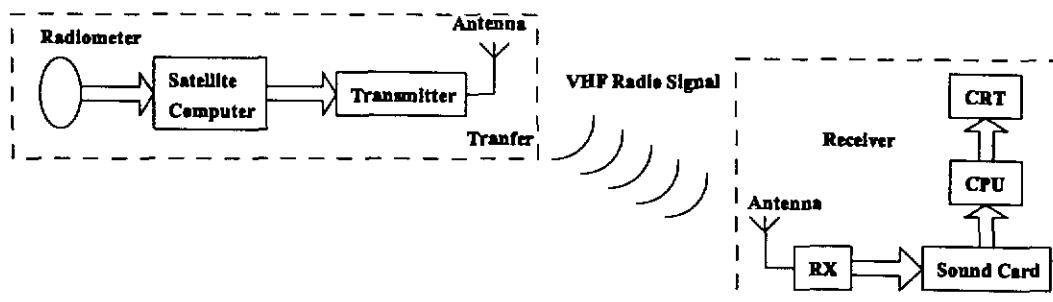 Antenna
Radiometer
Satellite
Computer
Transmitter
Tranfer
VHF Radio Signal
CRT
Receiver
CPU
Antenna
RX
Sound Card